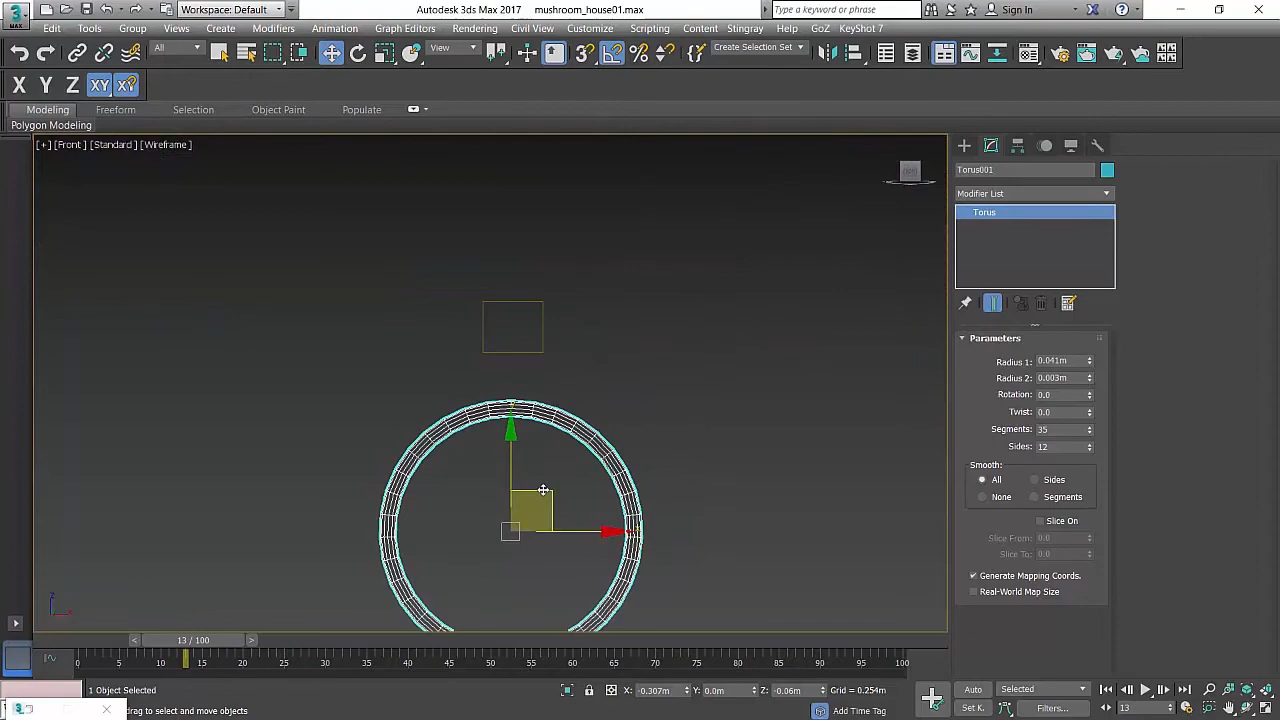 Workspace: Default
Autodesk 3ds Max 2017
mushroom_house01.max
Type a keyword or phrase
Sign In
3
MAX
Edit Tools Group Views Create Modifiers Animation Graph Editors Rendering Civil View Customize Scripting Content Stingray GoZ KeyShot 7
All
View
Create Selection Set
X Y Z XY XY
Modeling Freeform Selection Object Paint Populate
Polygon Modeling
[+] [Front] [Standard] [Wireframe]
Torus001
Modifier List
Torus
Parameters
Radius 1: 0.041m
Radius 2: 0.003m
Rotation: 0.0
Twist: 0.0
Segments: 35
Sides: 12
Smooth:
All Sides
None Segments
Slice On
Slice From: 0.0
Slice To: 0.0
Generate Mapping Coords.
Real-World Map Size
13 / 100
0 5 10 15 20 25 30 35 40 45 50 55 60 65 70 75 80 85 90 95 100
1 Object Selected
X: -0.307m Y: 0.0m Z: -0.06m Grid = 0.254m
Auto Selected
drag to select and move objects
Add Time Tag
Set K. Filters... 13